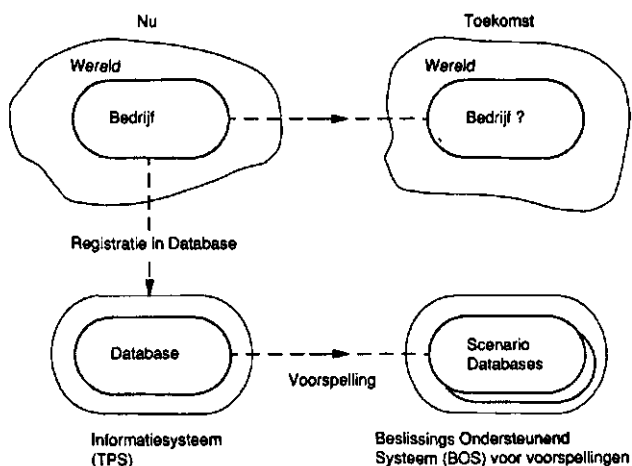 Nu
Toekomst
Wereld
Wereld
Bedrijf
Bedrijf ?
Registratie in Database
Database
Voorspelling
Scenario
Databases
Informatiesysteem
(TPS)
Beslissings Ondersteunend
Systeem (BOS) voor voorspellingen